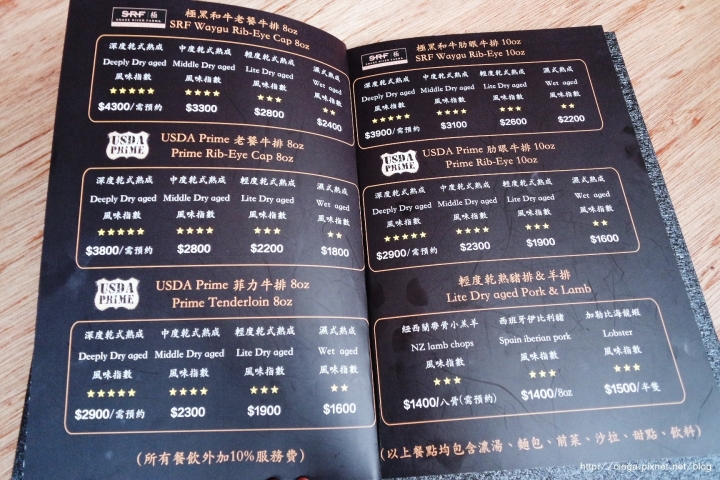 SRF 極
SNAKE RIVER FARMS
極黑和牛老饕牛排 8oz
SRF Waygu Rib-Eye Cap 8oz
深度乾式熟成 中度乾式熟成 輕度乾式熟成 濕式熟成
Deeply Dry aged Middle Dry aged Lite Dry aged Wet aged
風味指數 風味指數 風味指數 風味指數
★★★★★ ★★★★ ★★★ ★★
$4300/需預約 $3300 $2800 $2400
USDA PRIME
USDA Prime 老饕牛排 8oz
Prime Rib-Eye Cap 8oz
深度乾式熟成 中度乾式熟成 輕度乾式熟成 濕式熟成
Deeply Dry aged Middle Dry aged Lite Dry aged Wet aged
風味指數 風味指數 風味指數 風味指數
★★★★★ ★★★★ ★★★ ★★
$3800/需預約 $2800 $2200 $1800
USDA PRIME
USDA Prime 菲力牛排 8oz
Prime Tenderloin 8oz
深度乾式熟成 中度乾式熟成 輕度乾式熟成 濕式熟成
Deeply Dry aged Middle Dry aged Lite Dry aged Wet aged
風味指數 風味指數 風味指數 風味指數
★★★★ ★★★★ ★★★ ★★
$2900/需預約 $2300 $1900 $1600
(所有餐飲外加10%服務費)
SRF 極
SNAKE RIVER FARMS
極黑和牛肋眼牛排 10oz
SRF Waygu Rib-Eye 10oz
深度乾式熟成 中度乾式熟成 輕度乾式熟成 濕式熟成
Deeply Dry aged Middle Dry aged Lite Dry aged Wet aged
風味指數 風味指數 風味指數 風味指數
★★★★★ ★★★★ ★★★ ★★
$3900/需預約 $3100 $2600 $2200
USDA PRIME
USDA Prime 肋眼牛排 10oz
Prime Rib-Eye 10oz
深度乾式熟成 中度乾式熟成 輕度乾式熟成 濕式熟成
Deeply Dry aged Middle Dry aged Lite Dry aged Wet aged
風味指數 風味指數 風味指數 風味指數
★★★★★ ★★★★ ★★★ ★★
$2900/需預約 $2300 $1900 $1600
輕度乾熟豬排&羊排
Lite Dry aged Pork & Lamb
紐西蘭帶骨小羔羊 西班牙伊比利豬 加勒比海龍蝦
NZ lamb chops Spain iberian pork Lobster
風味指數 風味指數 風味指數
★★★ ★★★ ★★★
$1400/八骨(需預約) $1400/8oz $1500/半隻
(以上餐點均包含濃湯、麵包、前菜、沙拉、甜點、飲料)